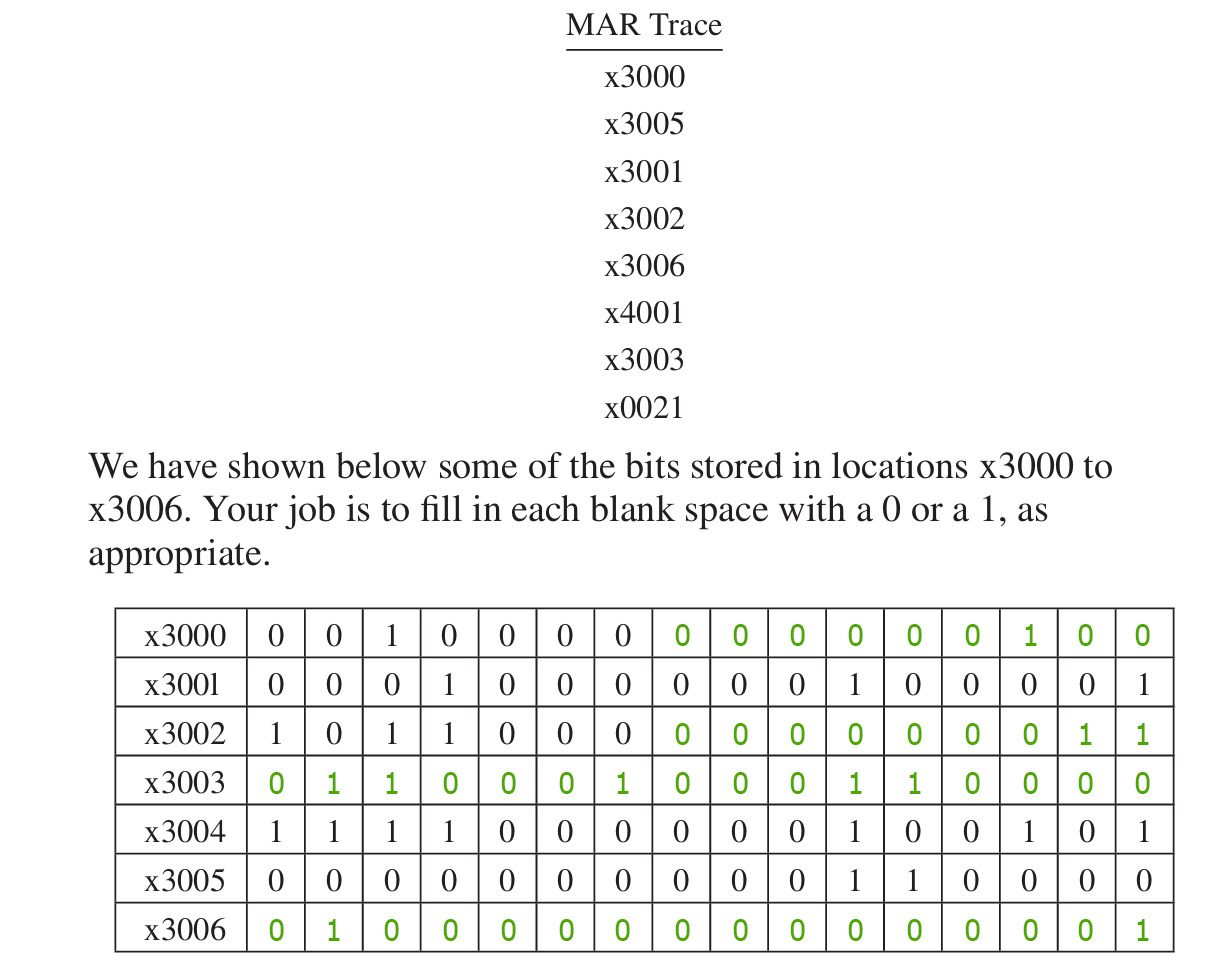 MAR Trace
x3000
x3005
x3001
x3002
x3006
x4001
x3003
x0021
We have shown below some of the bits stored in locations x3000 to
x3006. Your job is to fill in each blank space with a 0 or a 1, as
appropriate.
x3000 0 0 1 0 0 0 0 0 0 0 0 0 0 1 0 0
x300l 0 0 0 1 0 0 0 0 0 0 1 0 0 0 0 1
x3002 1 0 1 1 0 0 0 0 0 0 0 0 0 0 1 1
x3003 0 1 1 0 0 0 1 0 0 0 1 1 0 0 0 0
x3004 1 1 1 1 0 0 0 0 0 0 1 0 0 1 0 1
x3005 0 0 0 0 0 0 0 0 0 0 1 1 0 0 0 0
x3006 0 1 0 0 0 0 0 0 0 0 0 0 0 0 0 1